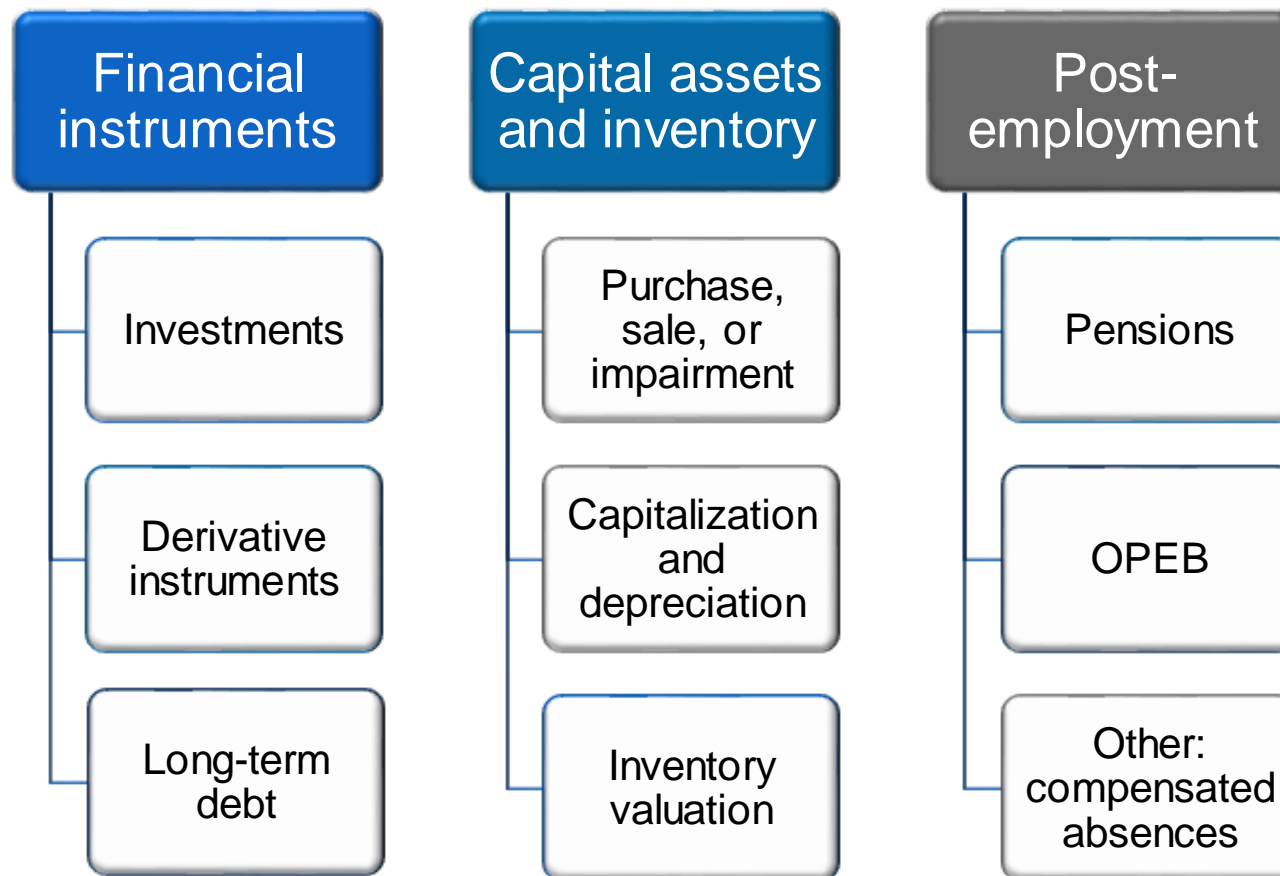 Financial
instruments
Investments
Derivative
instruments
Long-term
debt
Capital assets
and inventory
Purchase,
sale, or
impairment
Capitalization
and
depreciation
Inventory
valuation
Post-
employment
Pensions
OPEB
Other:
compensated
absences